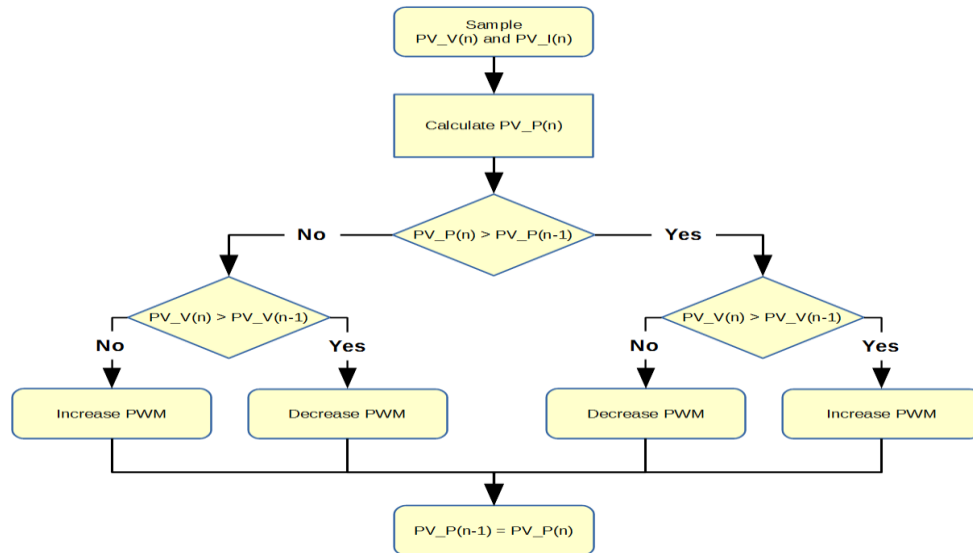 Sample
PV_V(n) and PV_I(n)
Calculate PV_P(n)
PV_P(n) > PV_P(n-1)
No
Yes
PV_V(n) > PV_V(n-1)
PV_V(n) > PV_V(n-1)
No
Yes
No
Yes
Increase PWM
Decrease PWM
Decrease PWM
Increase PWM
PV_P(n-1) = PV_P(n)